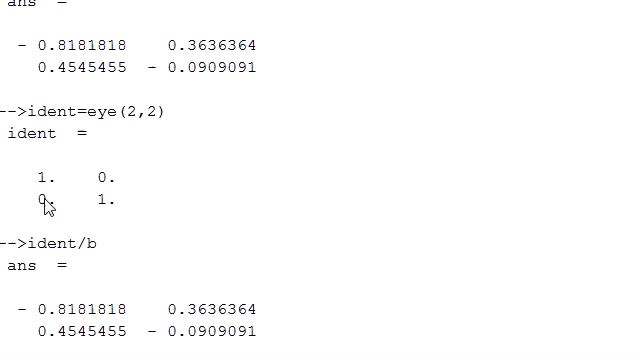 ans =
- 0.8181818 0.3636364
0.4545455 - 0.0909091
-->ident=eye(2,2)
ident =
1. 0.
0. 1.
-->ident/b
ans =
- 0.8181818 0.3636364
0.4545455 - 0.0909091